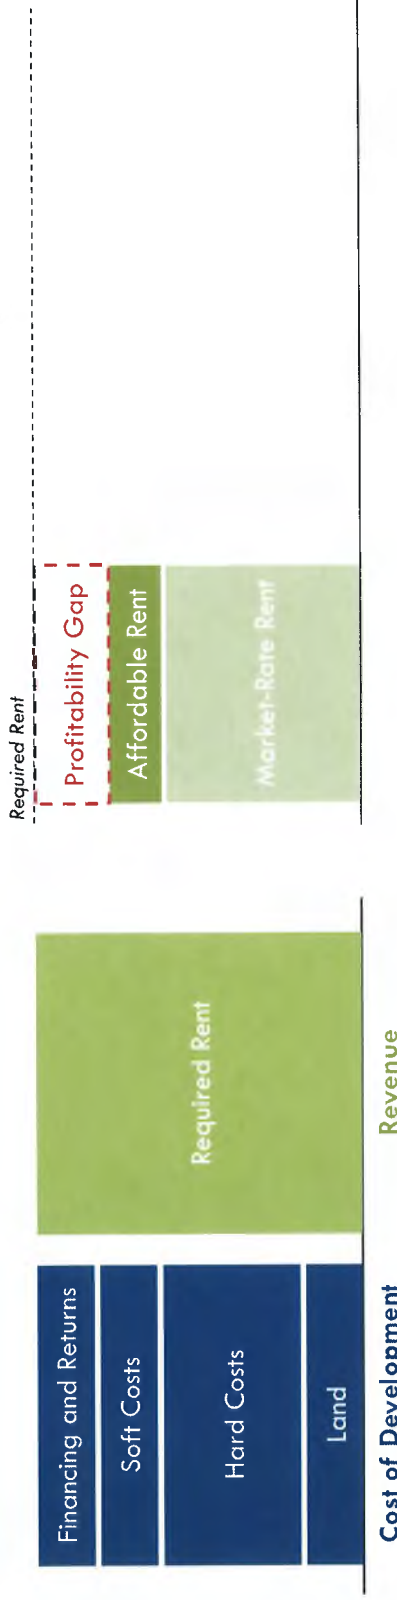 Financing and Returns
Soft Costs
Hard Costs
Land
Cost of Development
Required Rent
Revenue
Required Rent
Profitability Gap
Affordable Rent
Market-Rate Rent